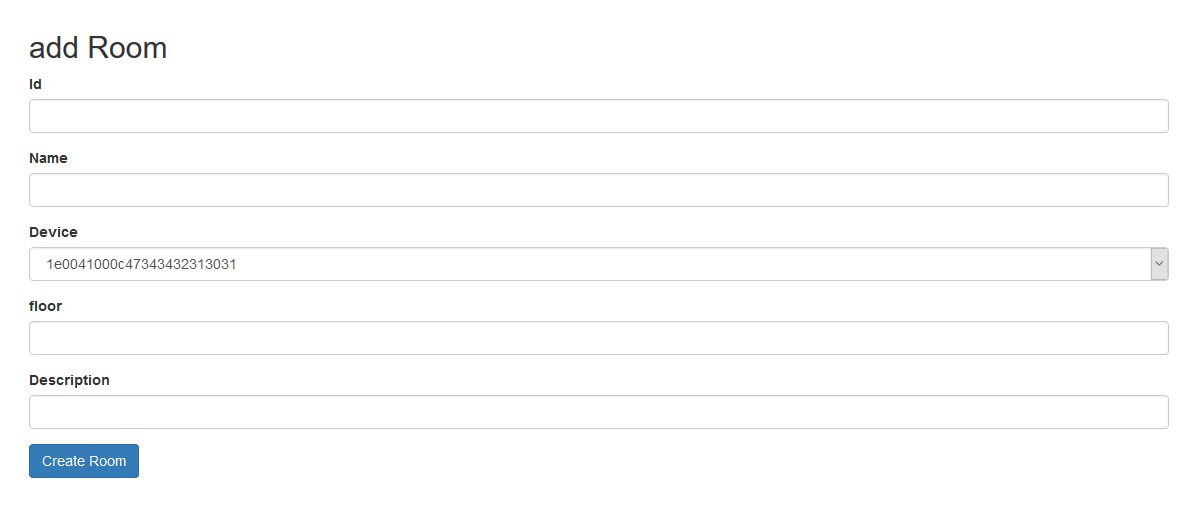 add Room
Id
Name
Device
1e0041000c47343432313031
floor
Description
Create Room